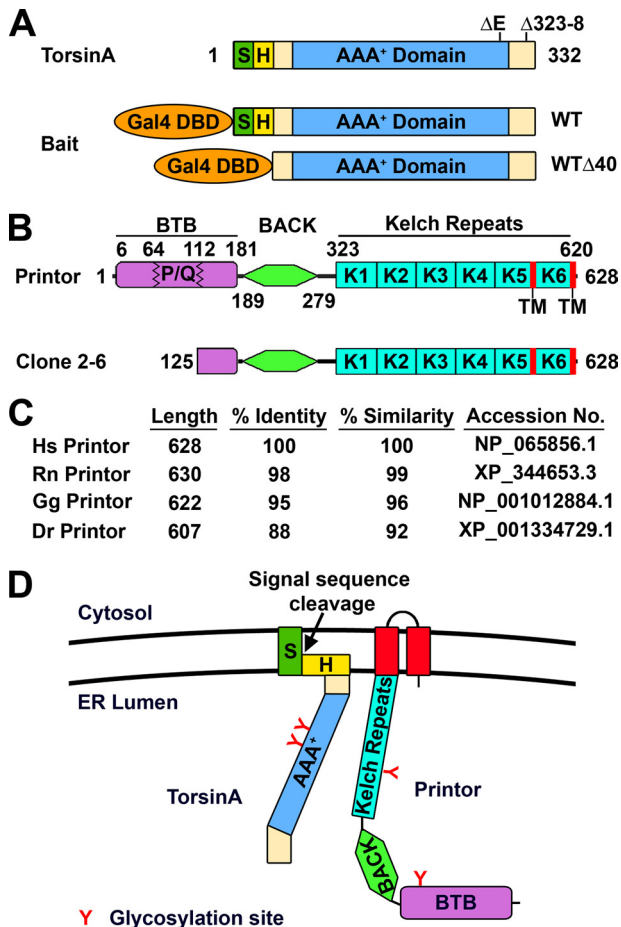 A
ΔE Δ323-8
TorsinA 1 S H AAA+ Domain 332
Gal4 DBD S H AAA+ Domain WT
Bait
Gal4 DBD AAA+ Domain WTΔ40
B
BTB BACK Kelch Repeats
6 64 112 181 323 620
Printor 1 P/Q K1 K2 K3 K4 K5 K6 628
189 279 TM TM
Clone 2-6 125 K1 K2 K3 K4 K5 K6 628
C
Length % Identity % Similarity Accession No.
Hs Printor 628 100 100 NP_065856.1
Rn Printor 630 98 99 XP_344653.3
Gg Printor 622 95 96 NP_001012884.1
Dr Printor 607 88 92 XP_001334729.1
D
Signal sequence
cleavage
Cytosol
S
H
ER Lumen
Y Y
AAA+
Kelch Repeats
Y
TorsinA
Printor
BACK
Y
BTB
Y Glycosylation site